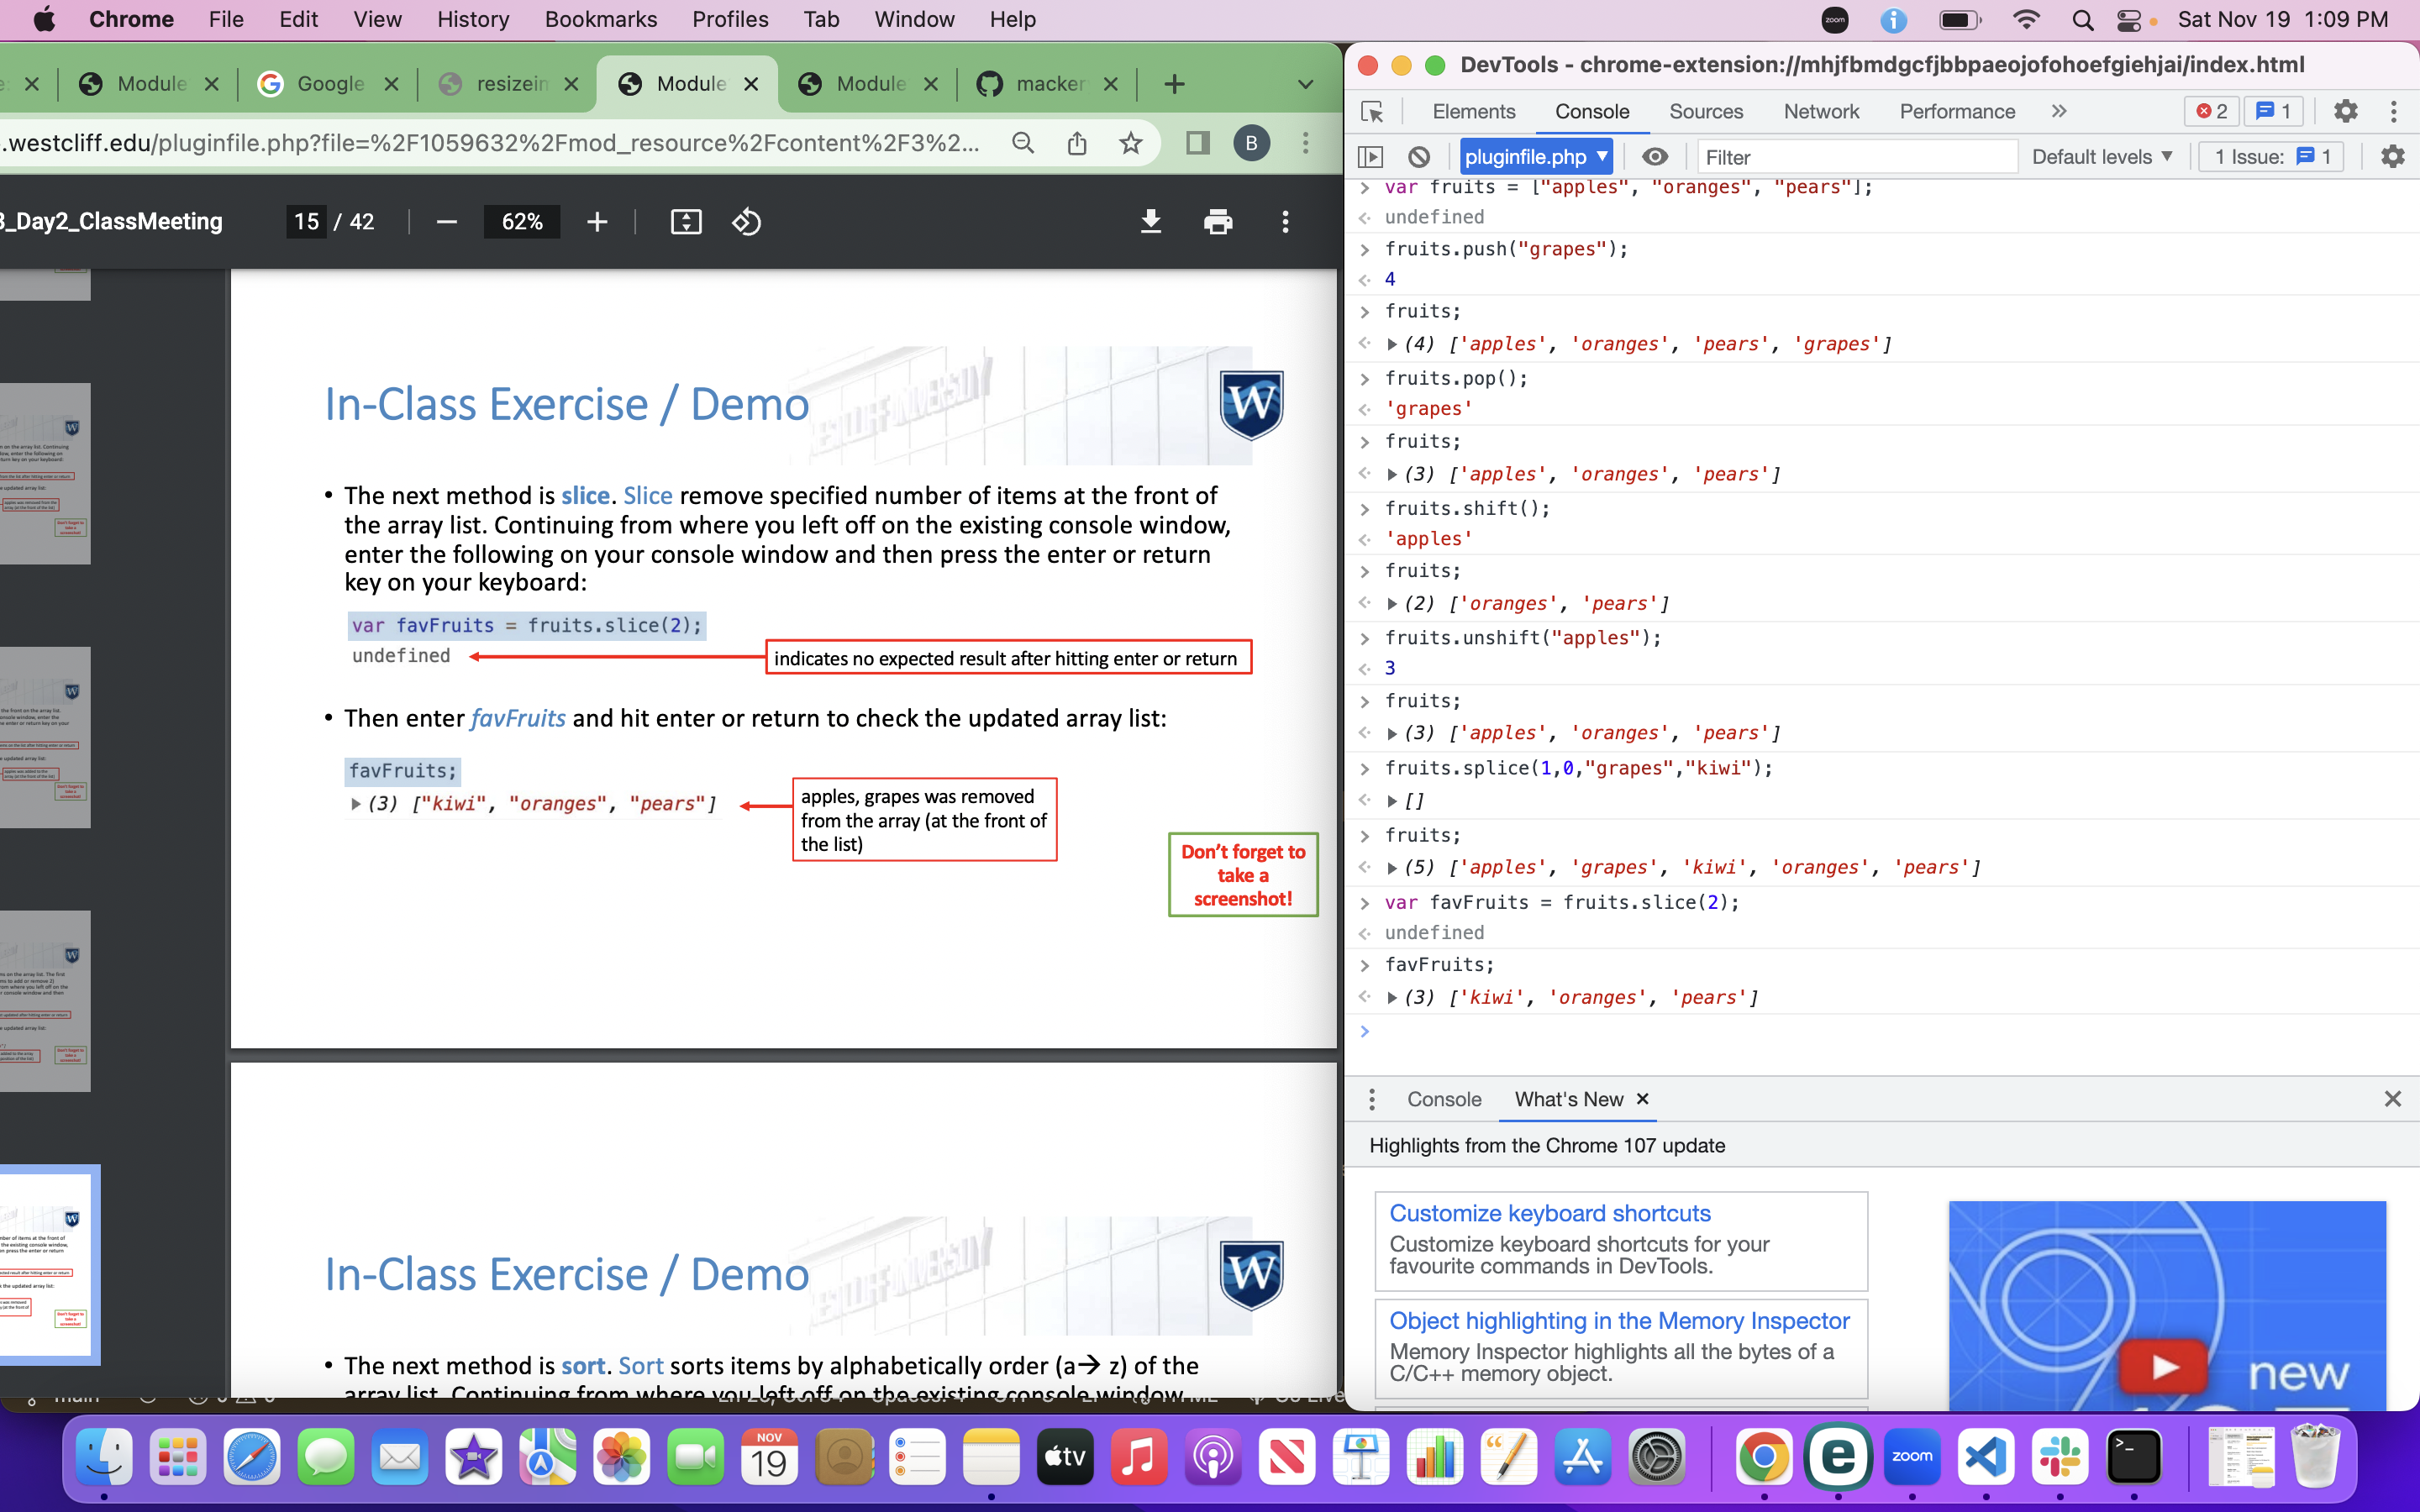 Chrome File Edit View History Bookmarks Profiles Tab Window Help
zoom Sat Nov 19 1:09 PM
Module Google resizein Module Module macker
.westcliff.edu/pluginfile.php?file=%2F1059632%2Fmod_resource%2Fcontent%2F3%2... B
3_Day2_ClassMeeting 15 / 42 62%
In-Class Exercise / Demo
W
• The next method is slice. Slice remove specified number of items at the front of
the array list. Continuing from where you left off on the existing console window,
enter the following on your console window and then press the enter or return
key on your keyboard:
var favFruits = fruits.slice(2);
undefined
indicates no expected result after hitting enter or return
• Then enter favFruits and hit enter or return to check the updated array list:
favFruits;
(3) ["kiwi", "oranges", "pears"]
apples, grapes was removed
from the array (at the front of
the list)
Don't forget to
take a
screenshot!
In-Class Exercise / Demo
W
• The next method is sort. Sort sorts items by alphabetically order (a→ z) of the
array list. Continuing from where you left off on the existing console window,
DevTools - chrome-extension://mhjfbmdgcfjbbpaeojofohoefgiehjai/index.html
Elements Console Sources Network Performance 2 1
pluginfile.php Filter Default levels 1 Issue: 1
var fruits = ["apples", "oranges", "pears"];
undefined
fruits.push("grapes");
4
fruits;
(4) ['apples', 'oranges', 'pears', 'grapes']
fruits.pop();
'grapes'
fruits;
(3) ['apples', 'oranges', 'pears']
fruits.shift();
'apples'
fruits;
(2) ['oranges', 'pears']
fruits.unshift("apples");
3
fruits;
(3) ['apples', 'oranges', 'pears']
fruits.splice(1,0,"grapes","kiwi");
[]
fruits;
(5) ['apples', 'grapes', 'kiwi', 'oranges', 'pears']
var favFruits = fruits.slice(2);
undefined
favFruits;
(3) ['kiwi', 'oranges', 'pears']
Console What's New
Highlights from the Chrome 107 update
Customize keyboard shortcuts
Customize keyboard shortcuts for your
favourite commands in DevTools.
Object highlighting in the Memory Inspector
Memory Inspector highlights all the bytes of a
C/C++ memory object.
new
NOV
19
tv
zoom